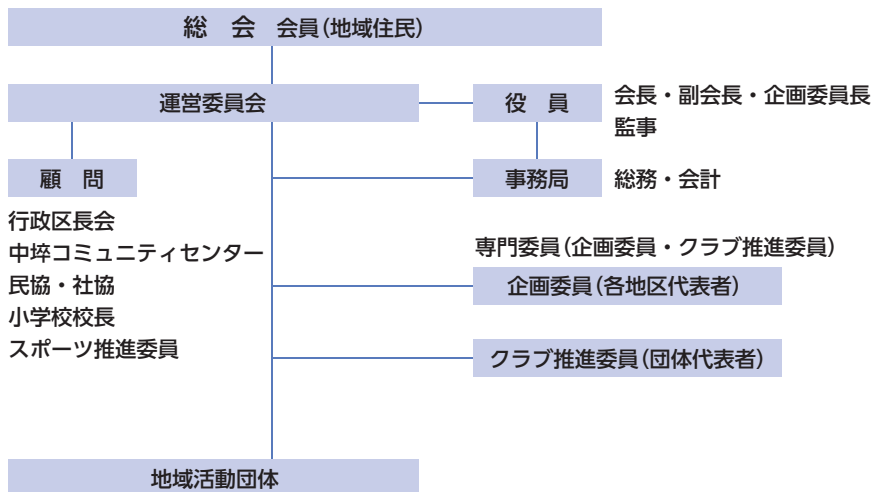 総　会　会員（地域住民）
運営委員会
役　員
会長・副会長・企画委員長
監事
顧　問
事務局
総務・会計
行政区長会
中埣コミュニティセンター
民協・社協
小学校校長
スポーツ推進委員
専門委員（企画委員・クラブ推進委員）
企画委員（各地区代表者）
クラブ推進委員（団体代表者）
地域活動団体